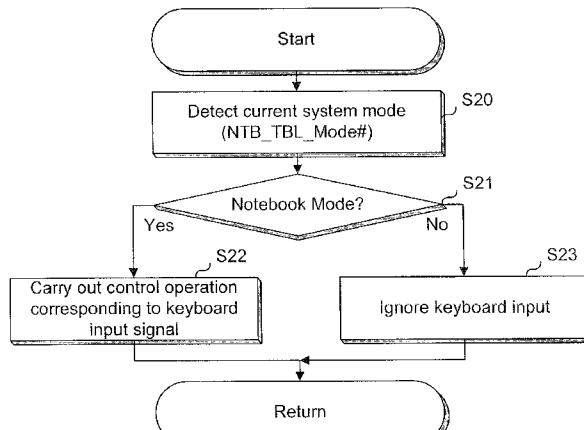 Start
S20
Detect current system mode
(NTB_TBL_Mode#)
S21
Notebook Mode?
Yes
No
S22
S23
Carry out control operation
corresponding to keyboard
input signal
Ignore keyboard input
Return